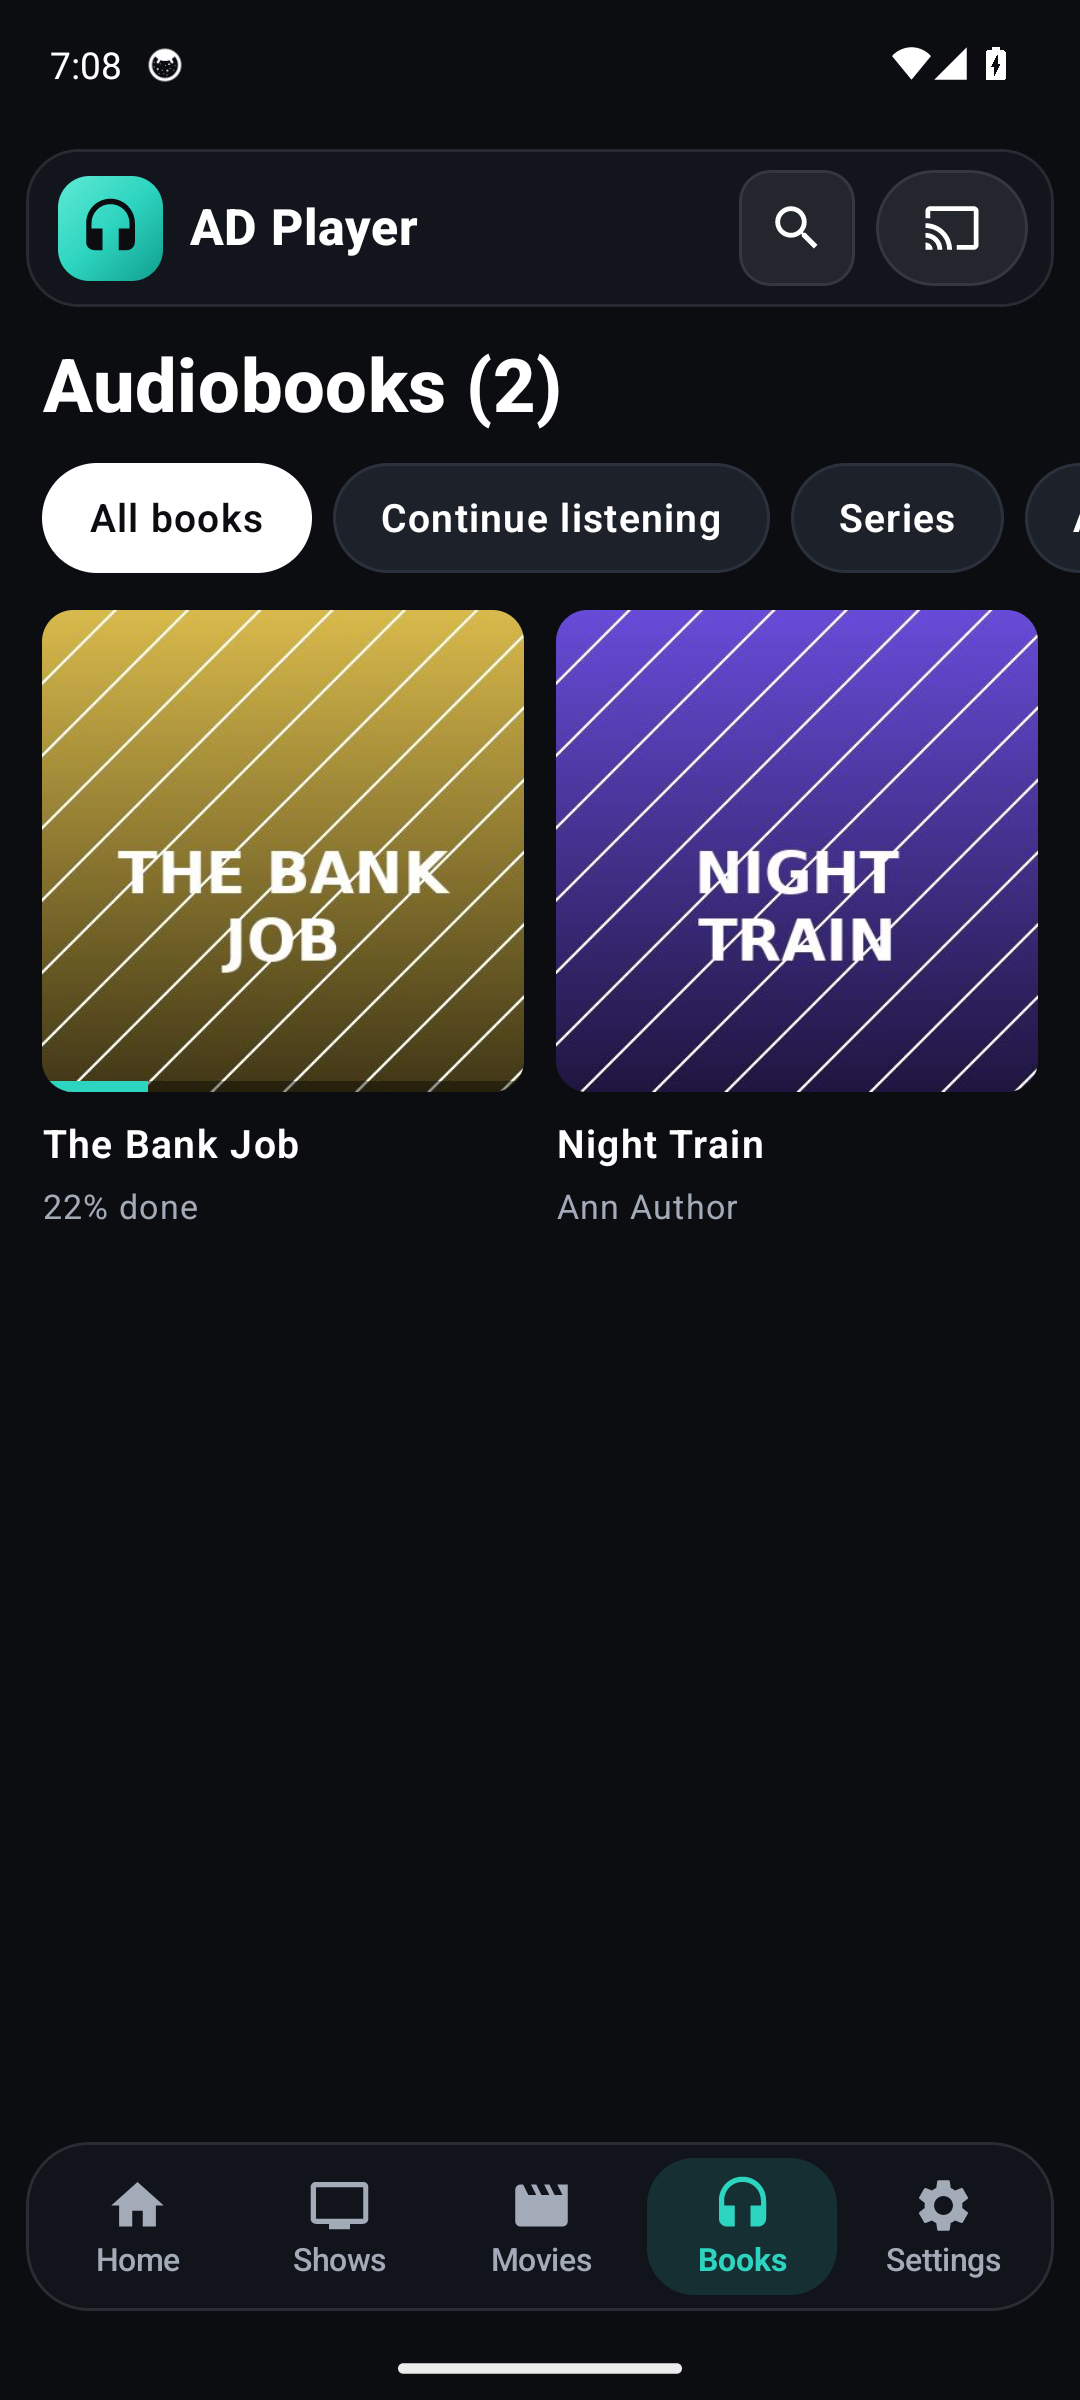 7:08
AD Player
Audiobooks (2)
All books
Continue listening
Series
THE BANK
JOB
NIGHT
TRAIN
The Bank Job
Night Train
22% done
Ann Author
Home
Shows
Movies
Books
Settings